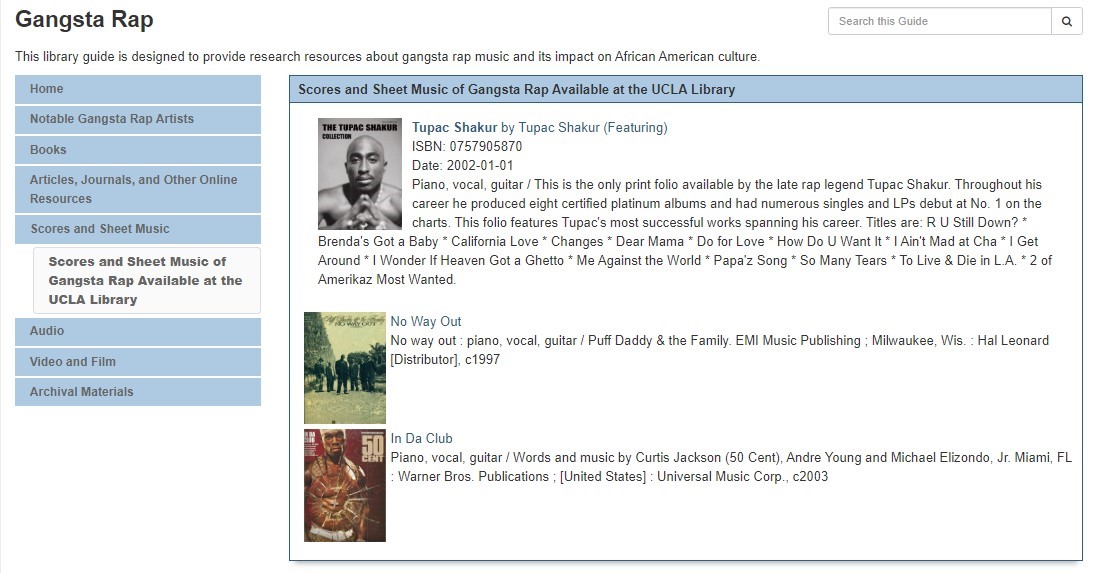 Gangsta Rap
Search this Guide
This library guide is designed to provide research resources about gangsta rap music and its impact on African American culture.
Home
Notable Gangsta Rap Artists
Books
Articles, Journals, and Other Online
Resources
Scores and Sheet Music
Scores and Sheet Music of
Gangsta Rap Available at the
UCLA Library
Audio
Video and Film
Archival Materials
Scores and Sheet Music of Gangsta Rap Available at the UCLA Library
THE TUPAC SHAKUR
COLLECTION
Tupac Shakur by Tupac Shakur (Featuring)
ISBN: 0757905870
Date: 2002-01-01
Piano, vocal, guitar / This is the only print folio available by the late rap legend Tupac Shakur. Throughout his
career he produced eight certified platinum albums and had numerous singles and LPs debut at No. 1 on the
charts. This folio features Tupac's most successful works spanning his career. Titles are: R U Still Down? *
Brenda's Got a Baby * California Love * Changes * Dear Mama * Do for Love * How Do U Want It * I Ain't Mad at Cha * I Get
Around * I Wonder If Heaven Got a Ghetto * Me Against the World * Papa'z Song * So Many Tears * To Live & Die in L.A. * 2 of
Amerikaz Most Wanted.
NO WAY OUT
No Way Out
No way out : piano, vocal, guitar / Puff Daddy & the Family. EMI Music Publishing ; Milwaukee, Wis. : Hal Leonard
[Distributor], c1997
IN DA
CLUB
50
CENT
In Da Club
Piano, vocal, guitar / Words and music by Curtis Jackson (50 Cent), Andre Young and Michael Elizondo, Jr. Miami, FL
: Warner Bros. Publications ; [United States] : Universal Music Corp., c2003